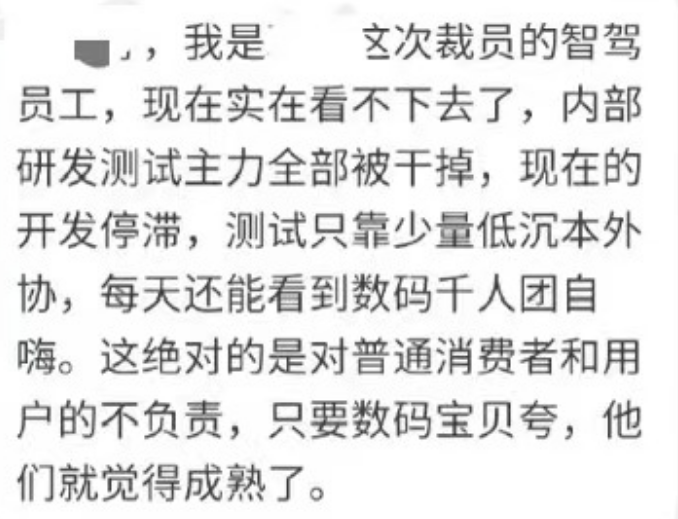 ，我是 这次裁员的智驾
员工，现在实在看不下去了，内部
研发测试主力全部被干掉，现在的
开发停滞，测试只靠少量低沉本外
协，每天还能看到数码千人团自
嗨。这绝对的是对普通消费者和用
户的不负责，只要数码宝贝夸，他
们就觉得成熟了。